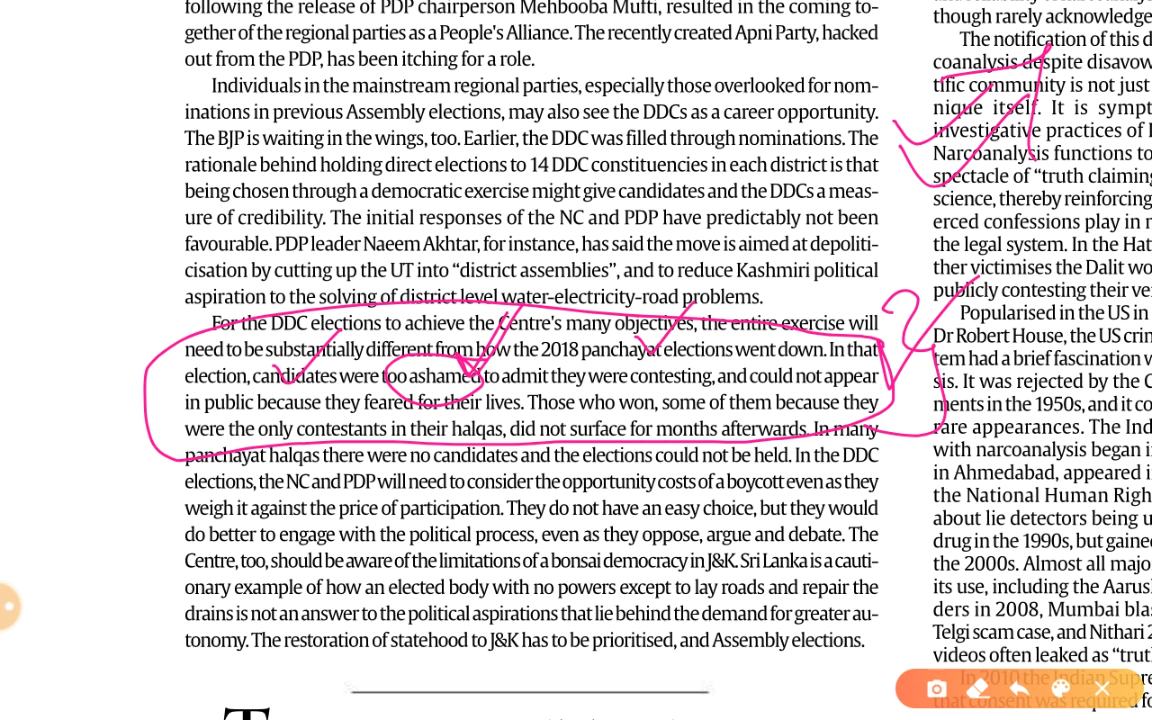 following the release of PDP chairperson Mehbooba Mufti, resulted in the coming to-
gether of the regional parties as a People's Alliance. The recently created Apni Party, hacked
out from the PDP, has been itching for a role.
Individuals in the mainstream regional parties, especially those overlooked for nom-
inations in previous Assembly elections, may also see the DDCs as a career opportunity.
The BJP is waiting in the wings, too. Earlier, the DDC was filled through nominations. The
rationale behind holding direct elections to 14 DDC constituencies in each district is that
being chosen through a democratic exercise might give candidates and the DDCs a meas-
ure of credibility. The initial responses of the NC and PDP have predictably not been
favourable. PDP leader Naeem Akhtar, for instance, has said the move is aimed at depoliti-
cisation by cutting up the UT into “district assemblies”, and to reduce Kashmiri political
aspiration to the solving of district level water-electricity-road problems.
For the DDC elections to achieve the Centre's many objectives, the entire exercise will
need to be substantially different from how the 2018 panchayat elections went down. In that
election, candidates were too ashamed to admit they were contesting, and could not appear
in public because they feared for their lives. Those who won, some of them because they
were the only contestants in their halqas, did not surface for months afterwards. In many
panchayat halqas there were no candidates and the elections could not be held. In the DDC
elections, the NC and PDP will need to consider the opportunity costs of a boycott even as they
weigh it against the price of participation. They do not have an easy choice, but they would
do better to engage with the political process, even as they oppose, argue and debate. The
Centre, too, should be aware of the limitations of a bonsai democracy in J&K. Sri Lanka is a cauti-
onary example of how an elected body with no powers except to lay roads and repair the
drains is not an answer to the political aspirations that lie behind the demand for greater au-
tonomy. The restoration of statehood to J&K has to be prioritised, and Assembly elections.
though rarely acknowledge
The notification of this d
coanalysis despite disavow
tific community is not just
nique itself. It is sympt
investigative practices of
Narcoanalysis functions to
spectacle of “truth claiming
science, thereby reinforcing
erced confessions play in
the legal system. In the Hat
ther victimises the Dalit wo
publicly contesting their ve
Popularised in the US in
Dr Robert House, the US crin
tem had a brief fascination
sis. It was rejected by the
ments in the 1950s, and it co
rare appearances. The Ind
with narcoanalysis began i
in Ahmedabad, appeared i
the National Human Righ
about lie detectors being u
drug in the 1990s, but gaine
the 2000s. Almost all majo
its use, including the Aarus
ders in 2008, Mumbai bla
Telgi scam case, and Nithari 2
videos often leaked as “trut
In 2010 the Indian Supre
that consent was required fo